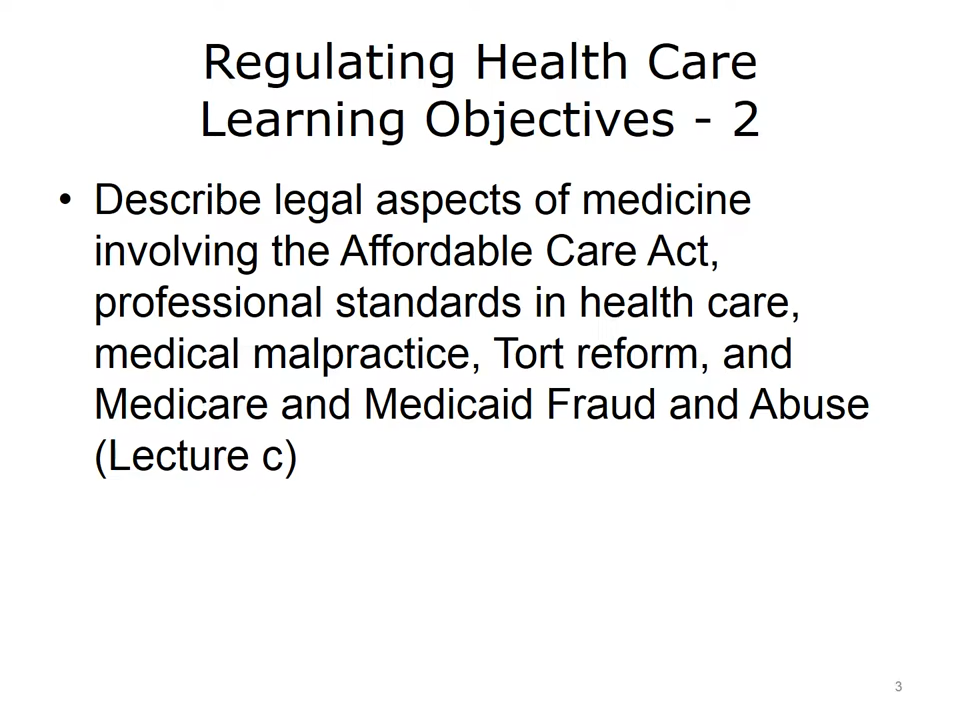 Regulating Health Care
Learning Objectives - 2
• Describe legal aspects of medicine
involving the Affordable Care Act,
professional standards in health care,
medical malpractice, Tort reform, and
Medicare and Medicaid Fraud and Abuse
(Lecture c)
3